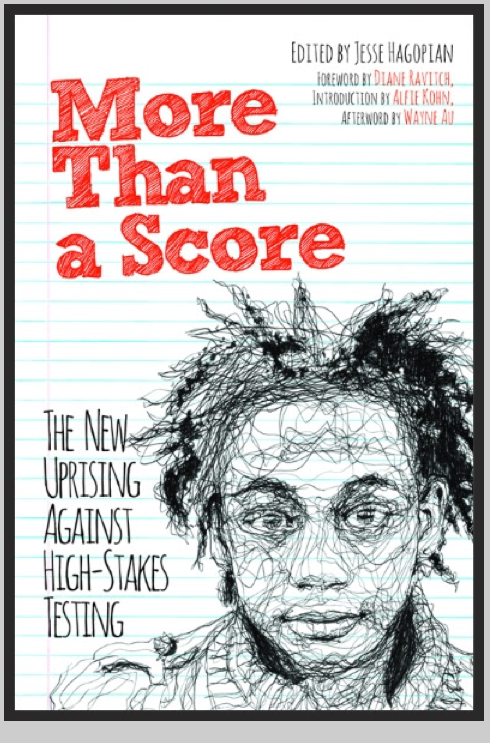 Edited by Jesse Hagopian
Foreword by Diane Ravitch,
Introduction by Alfie Kohn,
Afterword by Wayne Au
More
Than
a Score
The New
Uprising
Against
High-Stakes
Testing